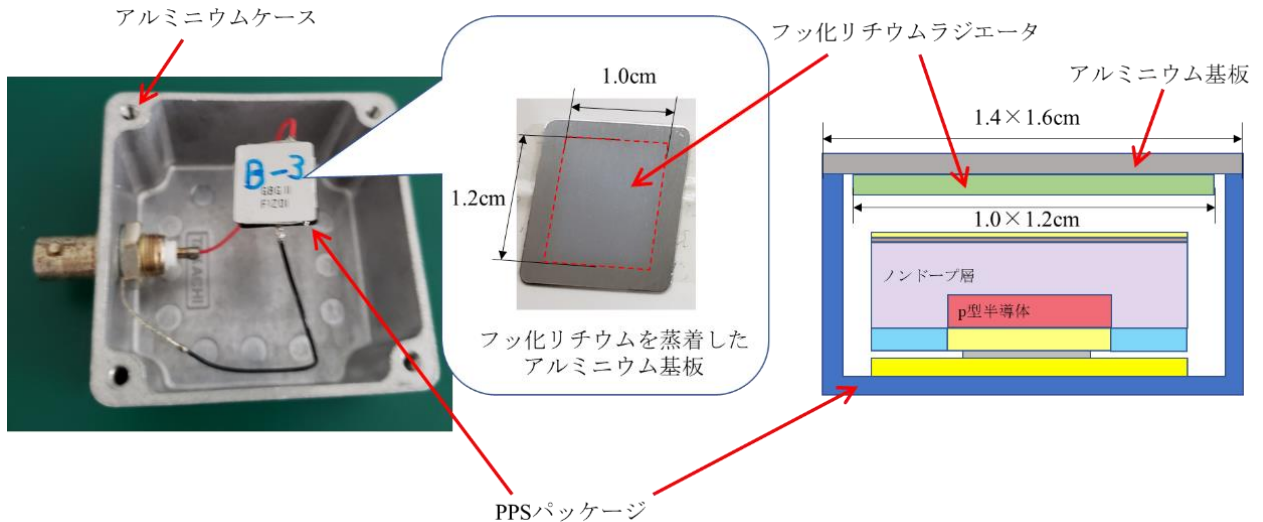 アルミニウムケース
フッ化リチウムラジエータ
アルミニウム基板
1.0cm
1.4×1.6cm
B-3
1.2cm
1.0×1.2cm
ノンドープ層
p型半導体
フッ化リチウムを蒸着した
アルミニウム基板
PPSパッケージ